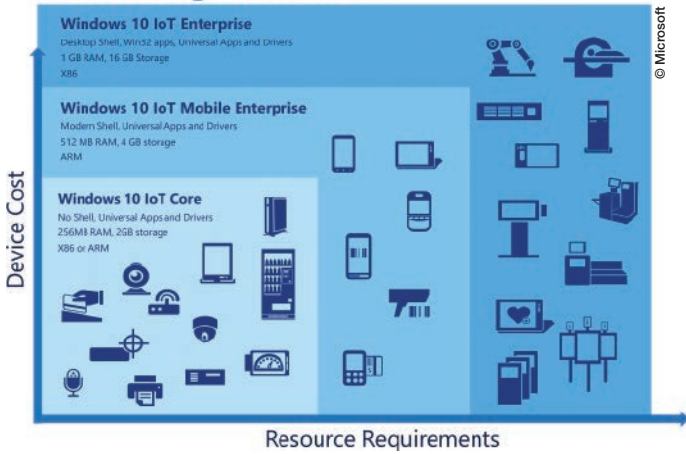 Windows 10 IoT Enterprise
Desktop Shell, Win32 apps, Universal Apps and Drivers
1 GB RAM, 16 GB Storage
X86
Windows 10 IoT Mobile Enterprise
Modern Shell, Universal Apps and Drivers
512 MB RAM, 4 GB storage
ARM
Windows 10 IoT Core
No Shell, Universal Apps and Drivers
256MB RAM, 2GB storage
X86 or ARM
Device Cost
Resource Requirements
© Microsoft